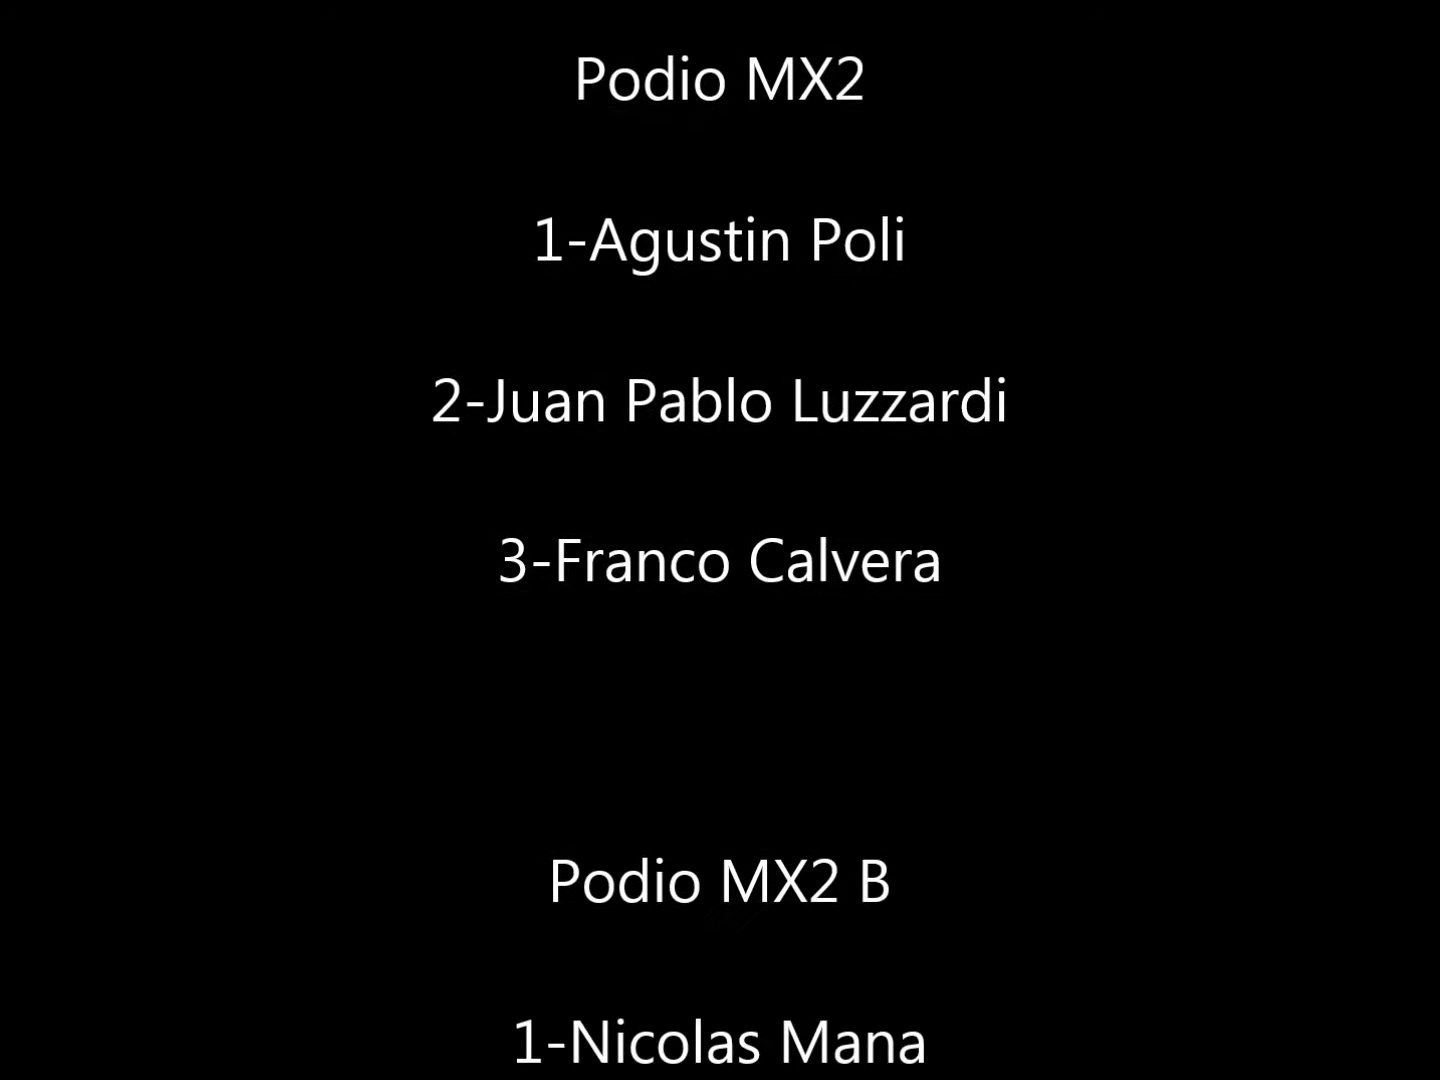 Podio MX2
1-Agustin Poli
2-Juan Pablo Luzzardi
3-Franco Calvera
Podio MX2 B
1-Nicolas Mana